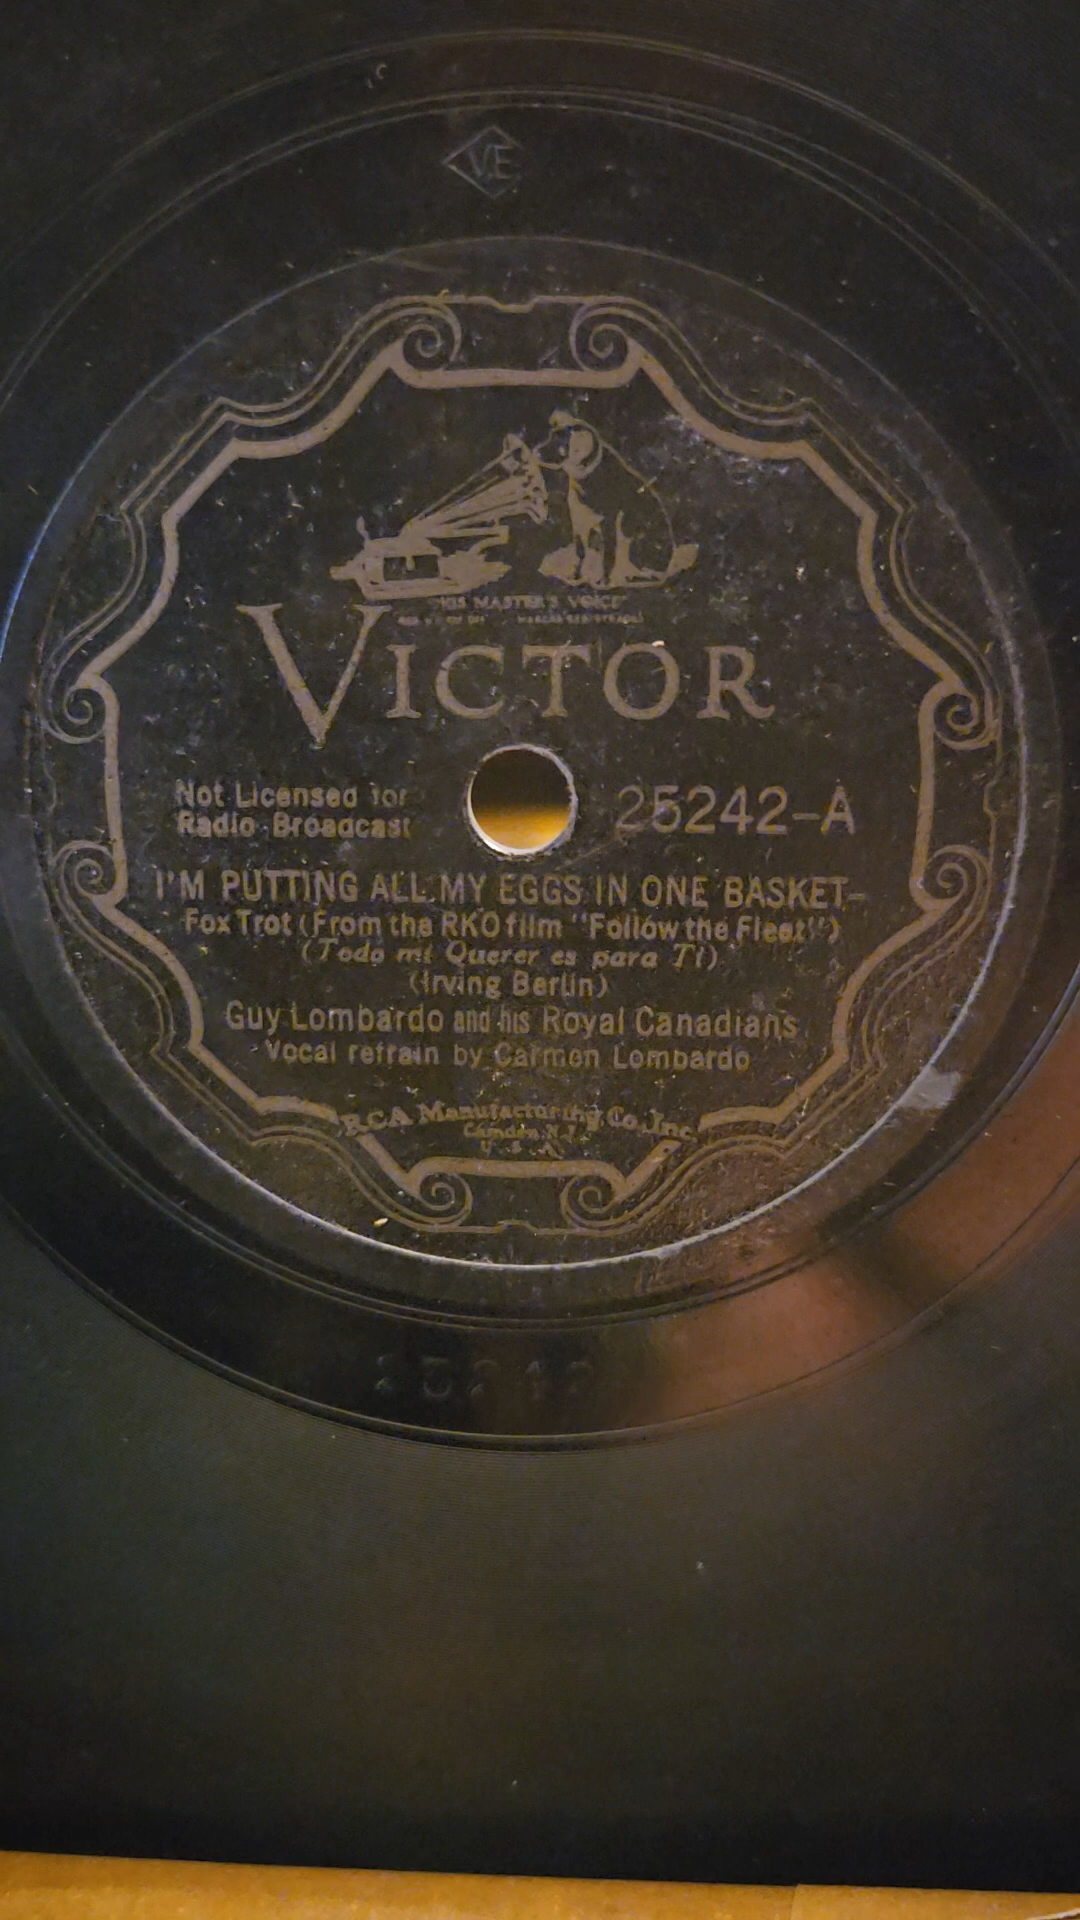 VE
"HIS MASTER'S VOICE"
VICTOR
Not Licensed for
Radio Broadcast
25242-A
I'M PUTTING ALL MY EGGS IN ONE BASKET-
Fox Trot (From the RKO film "Follow the Fleet")
(Todo mi Querer es para Ti)
(Irving Berlin)
Guy Lombardo and his Royal Canadians
Vocal refrain by Carmen Lombardo
RCA Manufacturing Co. Inc.
Camden, N.J.
U.S.A.
25242